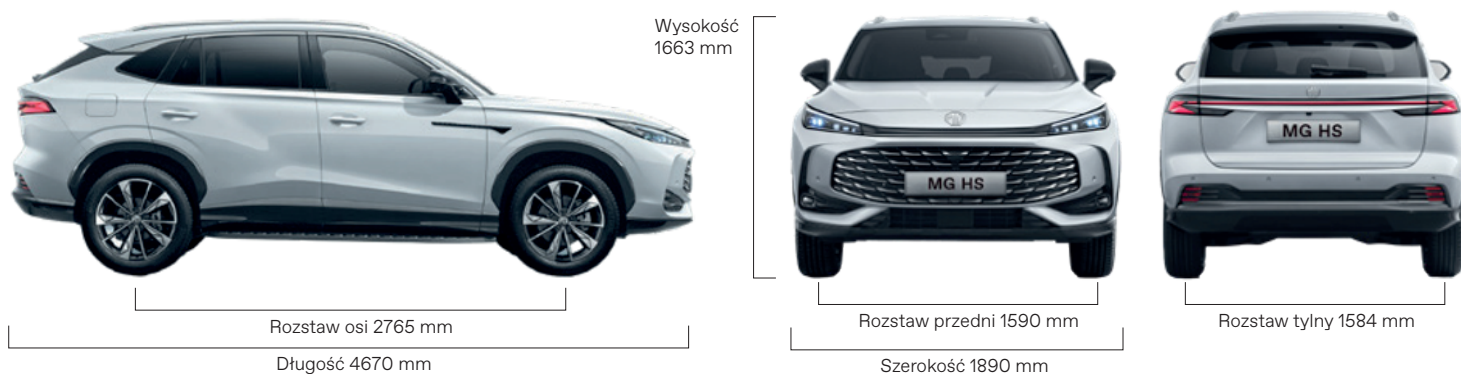 Wysokość
1663 mm
MG HS
MG HS
Rozstaw osi 2765 mm
Rozstaw przedni 1590 mm
Rozstaw tylny 1584 mm
Długość 4670 mm
Szerokość 1890 mm